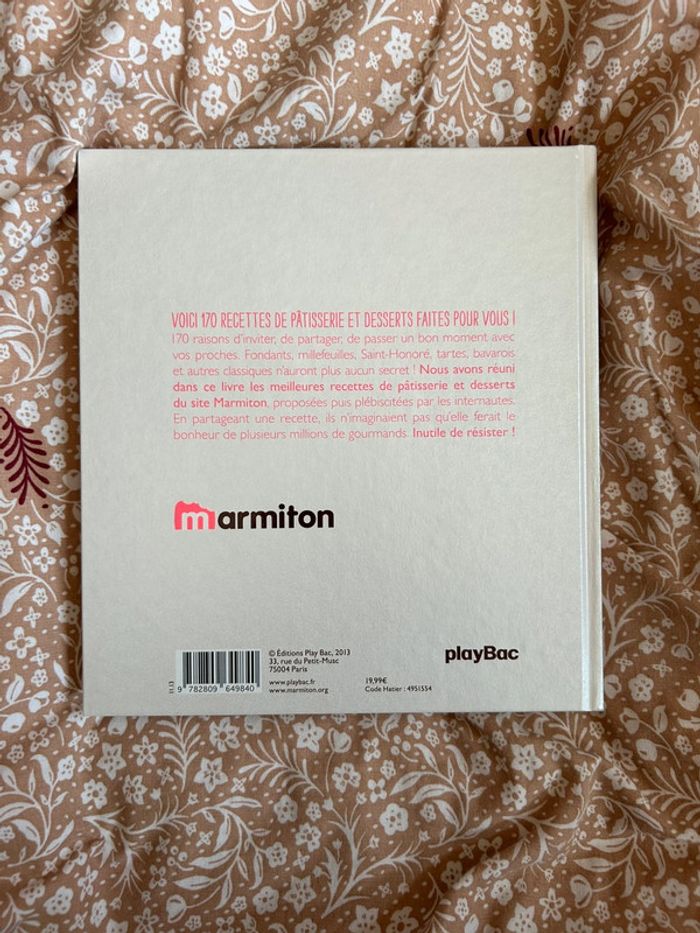 VOICI 170 RECETTES DE PÂTISSERIE ET DESSERTS FAITES POUR VOUS !
170 raisons d'inviter, de partager, de passer un bon moment avec
vos proches. Fondants, millefeuilles, Saint-Honoré, tartes, bavarois
et autres classiques n'auront plus aucun secret ! Nous avons réuni
dans ce livre les meilleures recettes de pâtisserie et desserts
du site Marmiton, proposées puis plébiscitées par les internautes.
En partageant une recette, ils n'imaginaient pas qu'elle ferait le
bonheur de plusieurs millions de gourmands. Inutile de résister !
marmiton
11.13
9 782809 649840
© Éditions Play Bac, 2013
33, rue du Petit-Musc
75004 Paris
www.playbac.fr
www.marmiton.org
playBac
19,99€
Code Hatier : 4951554